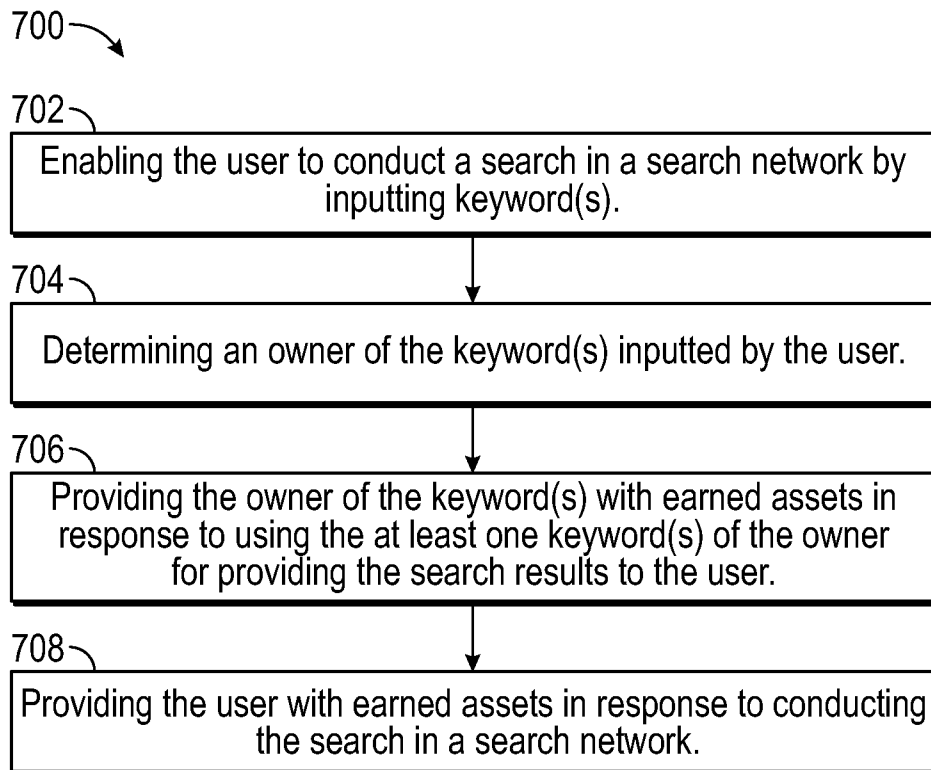 700
702
Enabling the user to conduct a search in a search network by
inputting keyword(s).
704
Determining an owner of the keyword(s) inputted by the user.
706
Providing the owner of the keyword(s) with earned assets in
response to using the at least one keyword(s) of the owner
for providing the search results to the user.
708
Providing the user with earned assets in response to conducting
the search in a search network.